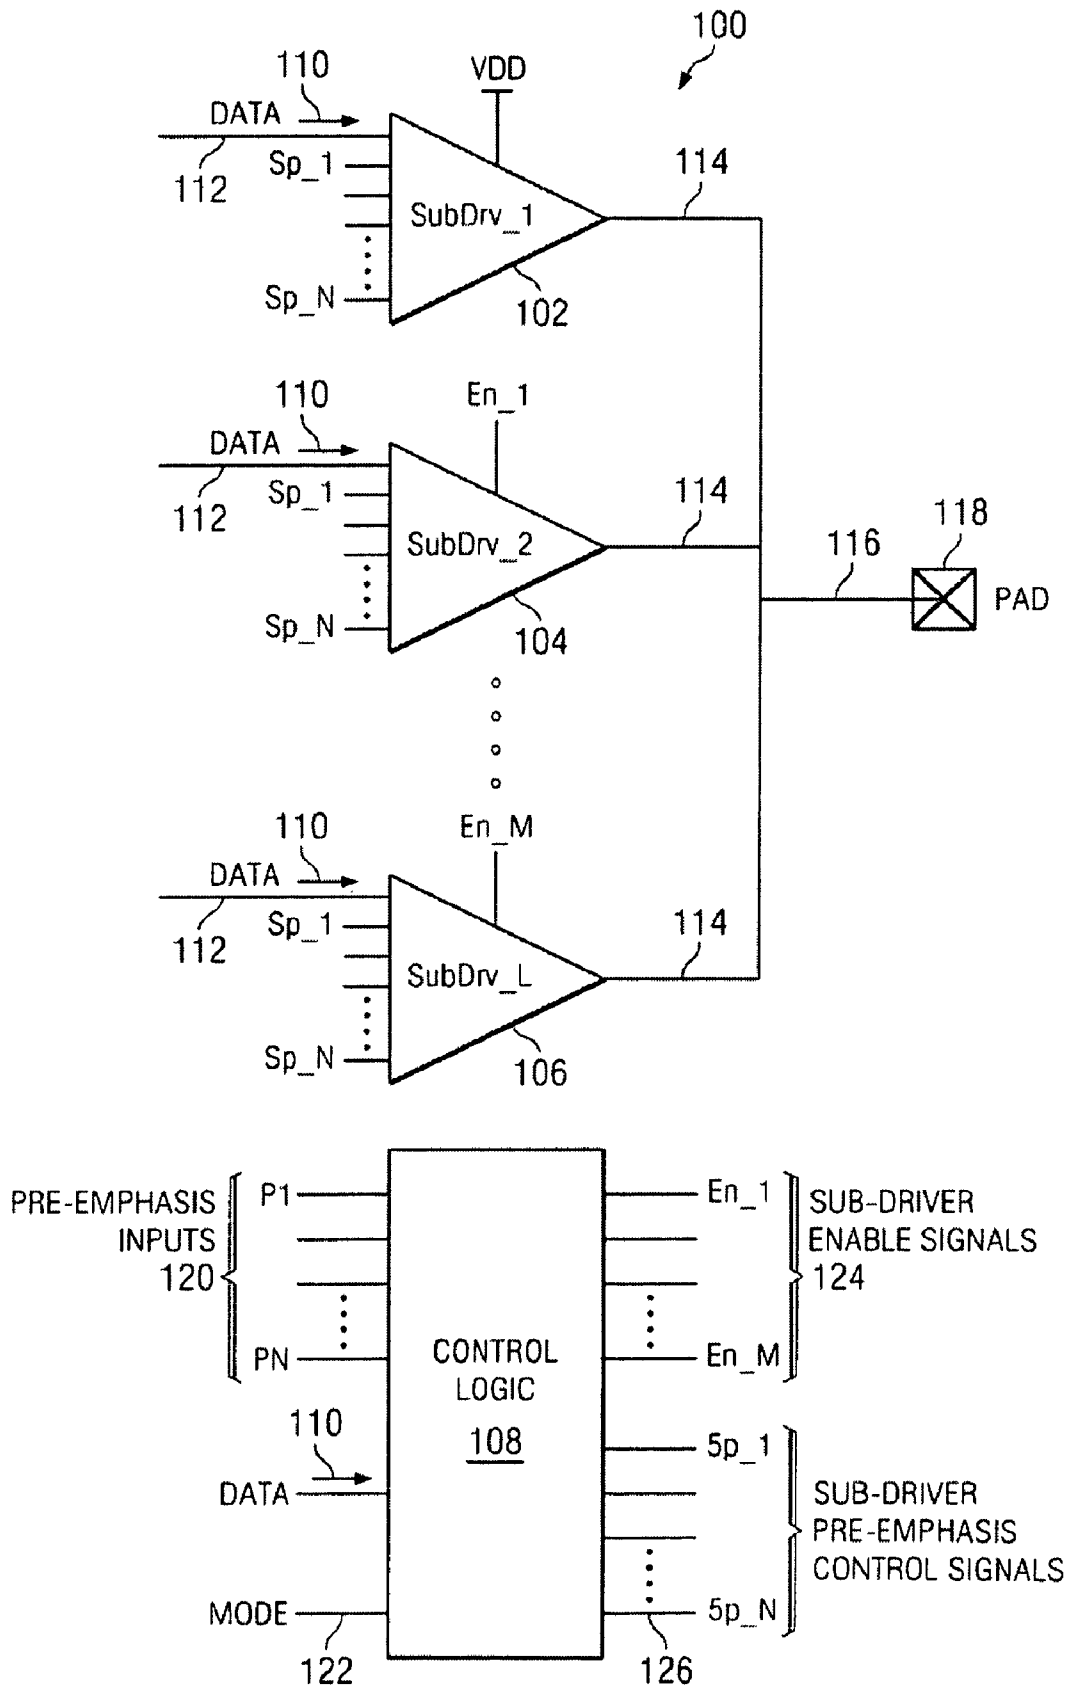 100
110
VDD
DATA
112
Sp_1
SubDrv_1
114
Sp_N
102
110
En_1
DATA
112
Sp_1
SubDrv_2
114
118
116
PAD
Sp_N
104
110
En_M
DATA
112
Sp_1
SubDrv_L
114
Sp_N
106
PRE-EMPHASIS
INPUTS
120
P1
PN
En_1
En_M
SUB-DRIVER
ENABLE SIGNALS
124
CONTROL
LOGIC
108
110
DATA
MODE
122
5p_1
5p_N
126
SUB-DRIVER
PRE-EMPHASIS
CONTROL SIGNALS